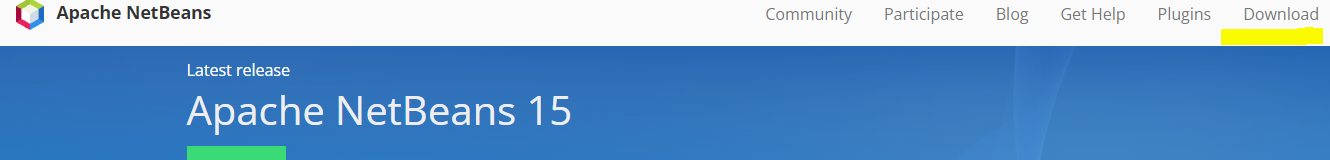 Apache NetBeans
Community Participate Blog Get Help Plugins Download
Latest release
Apache NetBeans 15